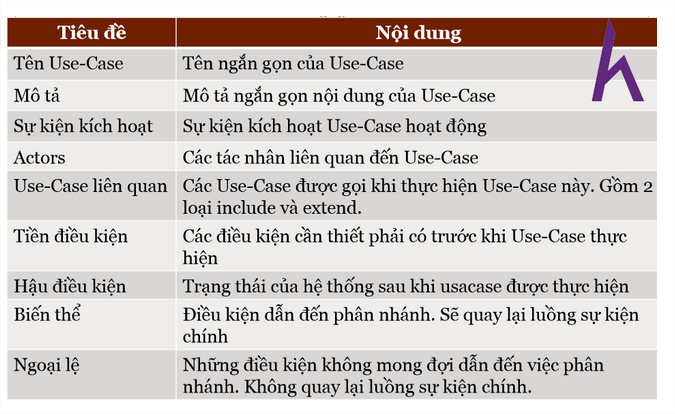 Tiêu đề Nội dung
Tên Use-Case Tên ngắn gọn của Use-Case
Mô tả Mô tả ngắn gọn nội dung của Use-Case
Sự kiện kích hoạt Sự kiện kích hoạt Use-Case hoạt động
Actors Các tác nhân liên quan đến Use-Case
Use-Case liên quan Các Use-Case được gọi khi thực hiện Use-Case này. Gồm 2
loại include và extend.
Tiền điều kiện Các điều kiện cần thiết phải có trước khi Use-Case thực
hiện
Hậu điều kiện Trạng thái của hệ thống sau khi usacase được thực hiện
Biến thể Điều kiện dẫn đến phân nhánh. Sẽ quay lại luồng sự kiện
chính
Ngoại lệ Những điều kiện không mong đợi dẫn đến việc phân
nhánh. Không quay lại luồng sự kiện chính.